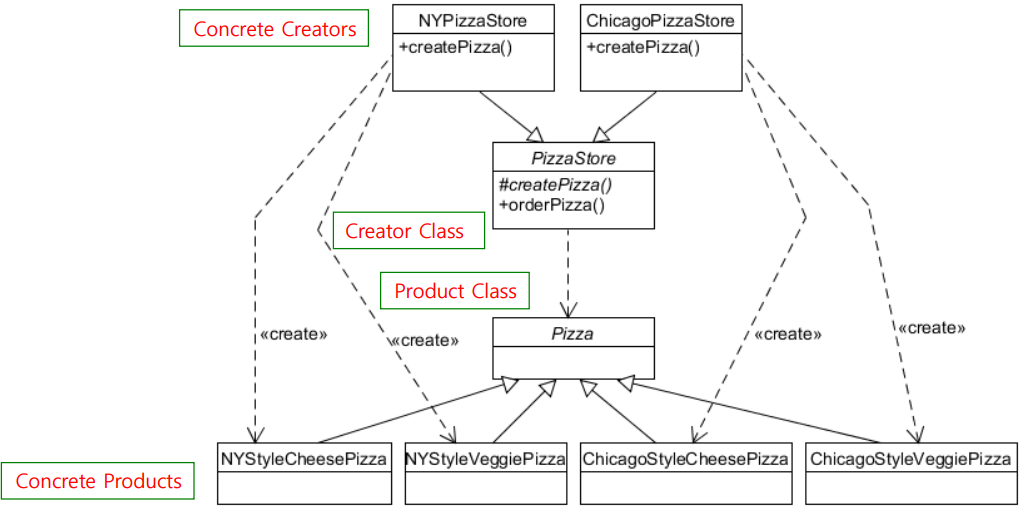 Concrete Creators
NYPizzaStore
+createPizza()
ChicagoPizzaStore
+createPizza()
PizzaStore
#createPizza()
+orderPizza()
Creator Class
Product Class
Pizza
«create»
«create»
«create»
«create»
Concrete Products
NYStyleCheesePizza
NYStyleVeggiePizza
ChicagoStyleCheesePizza
ChicagoStyleVeggiePizza